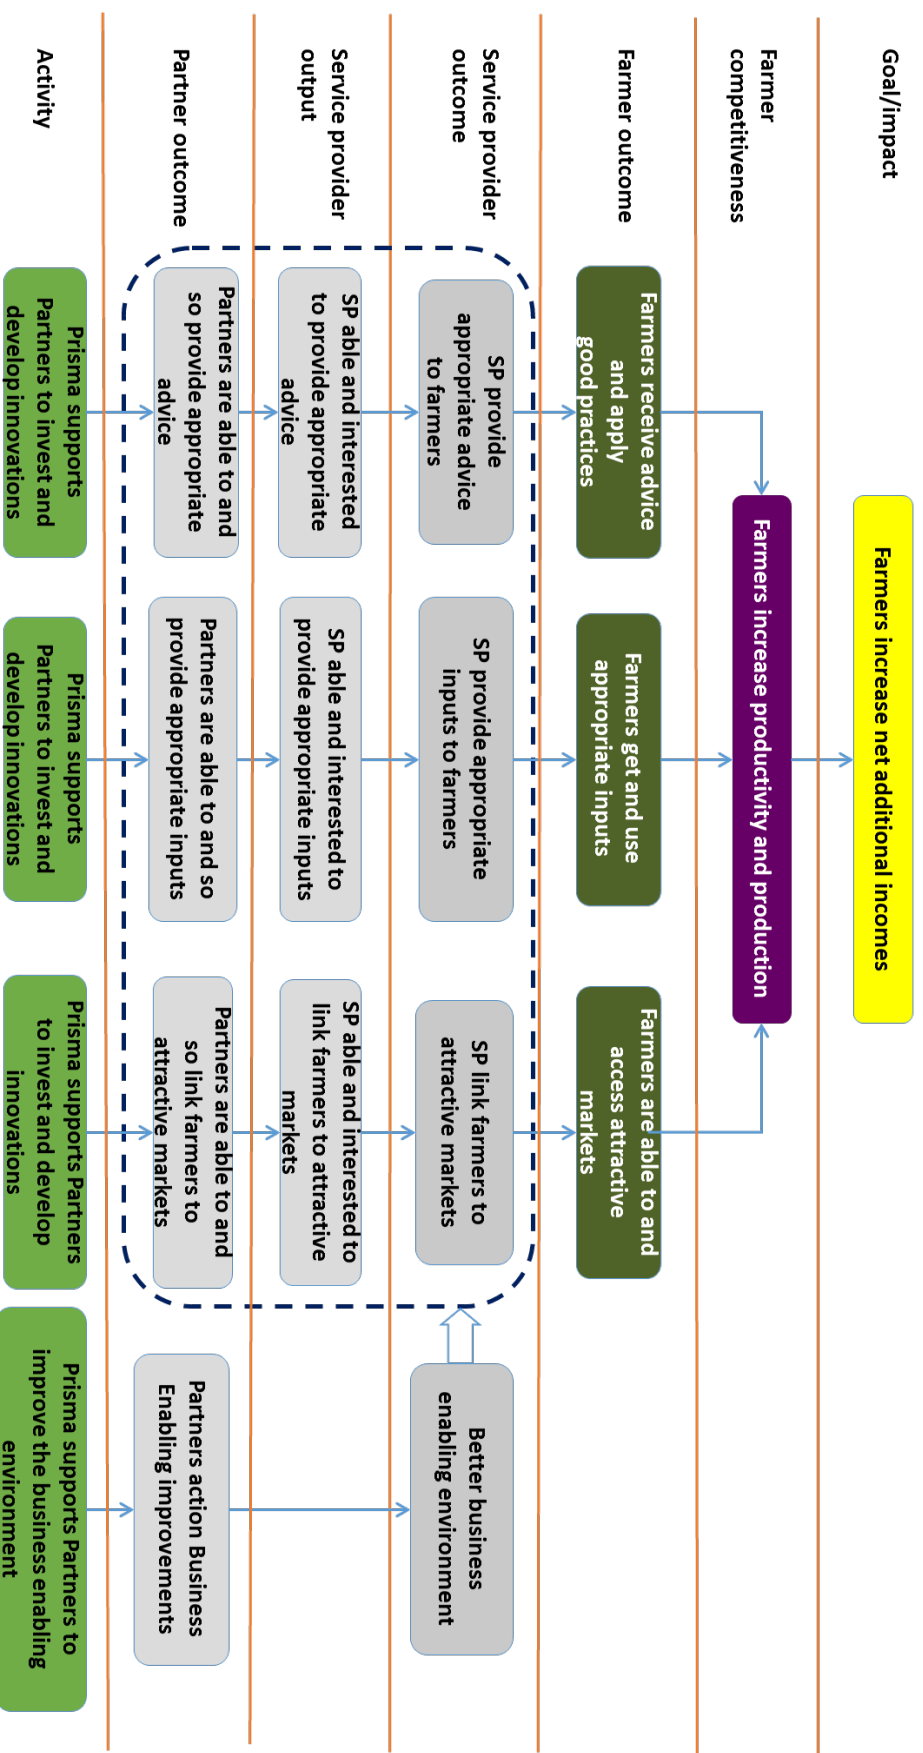 Goal/impact
Farmers increase net additional incomes
Farmer
competitiveness
Farmers increase productivity and production
Farmer outcome
Farmers receive advice
and apply
good practices
Farmers get and use
appropriate inputs
Farmers are able to and
access attractive
markets
Service provider
outcome
SP provide
appropriate advice
to farmers
SP provide appropriate
inputs to farmers
SP link farmers to
attractive markets
Better business
enabling environment
Service provider
output
SP able and interested
to provide appropriate
advice
SP able and interested to
provide appropriate inputs
SP able and interested to
link farmers to attractive
markets
Partner outcome
Partners are able to and
so provide appropriate
advice
Partners are able to and so
provide appropriate inputs
Partners are able to and
so link farmers to
attractive markets
Partners action Business
Enabling improvements
Activity
Prisma supports
Partners to invest and
develop innovations
Prisma supports
Partners to invest and
develop innovations
Prisma supports Partners
to invest and develop
innovations
Prisma supports Partners to
improve the business enabling
environment